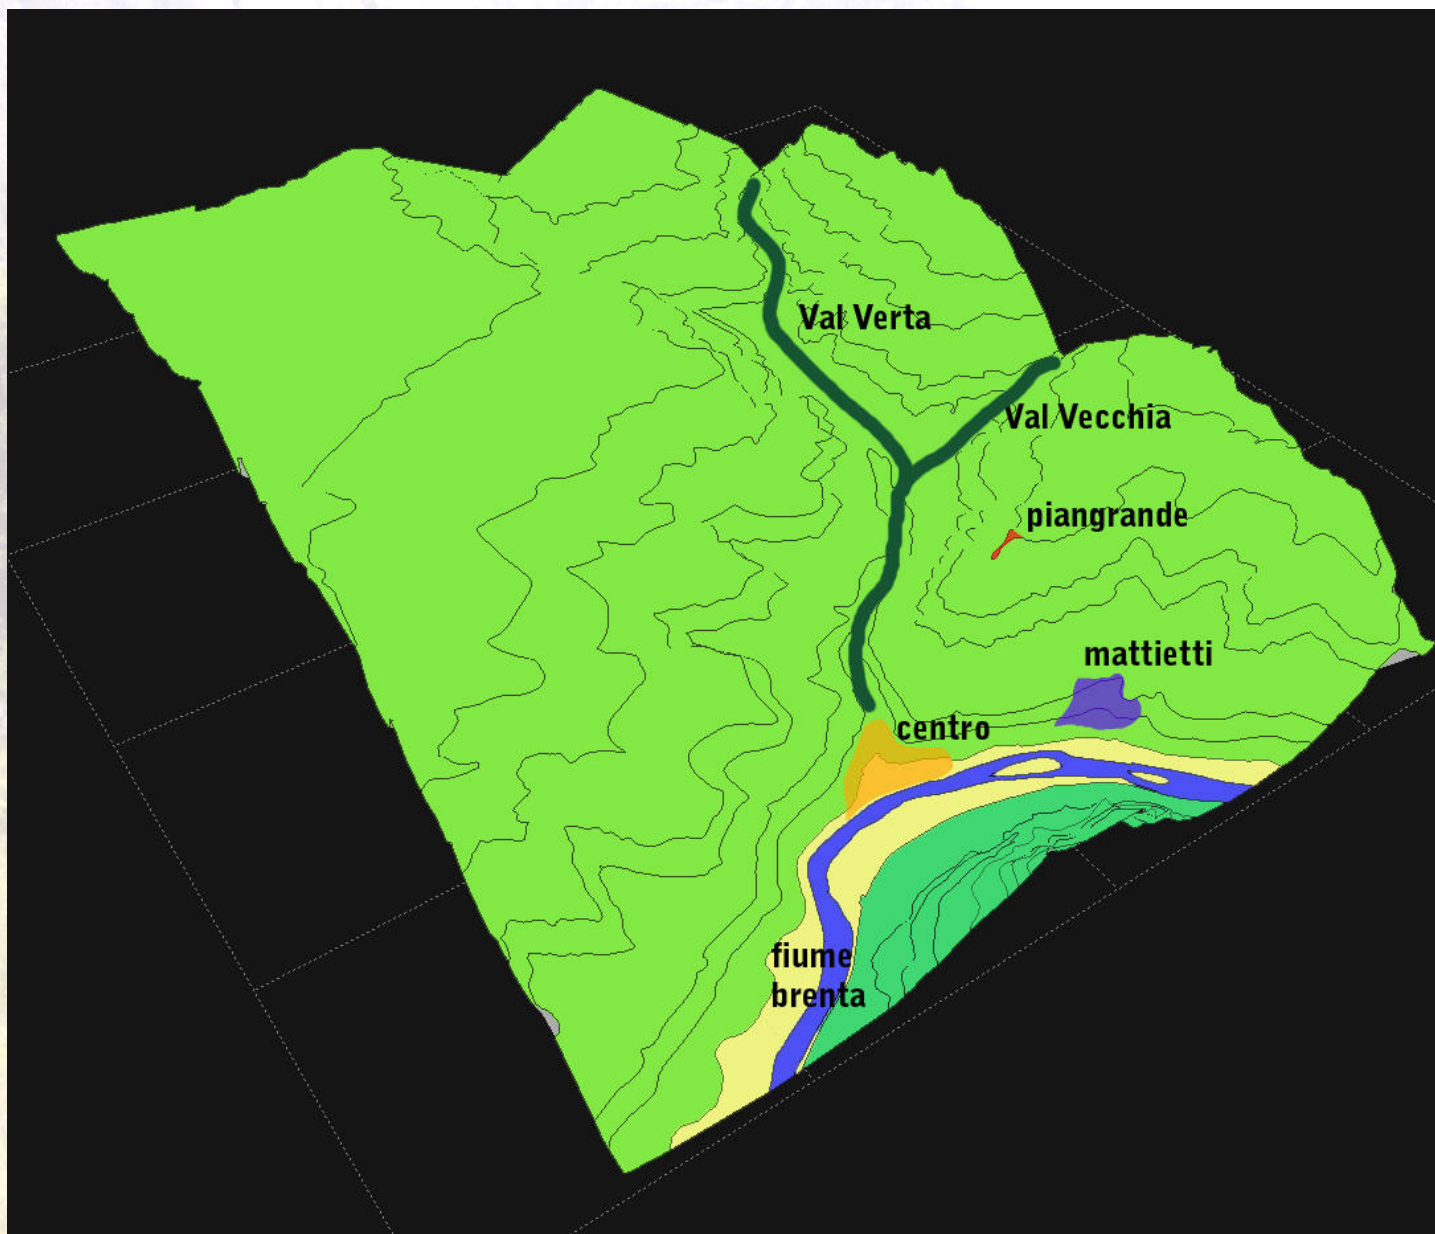 Val Verta
Val Vecchia
piangrande
mattietti
centro
fiume
brenta